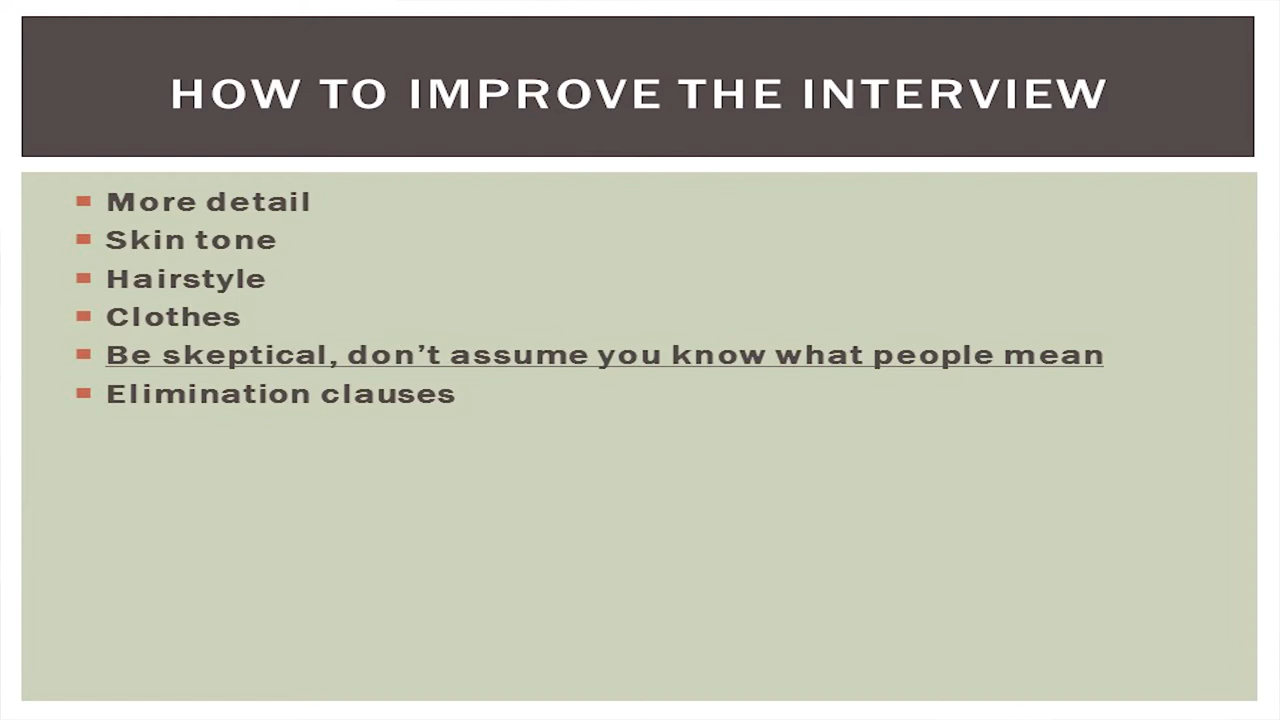 HOW TO IMPROVE THE INTERVIEW
More detail
Skin tone
Hairstyle
Clothes
Be skeptical, don’t assume you know what people mean
Elimination clauses